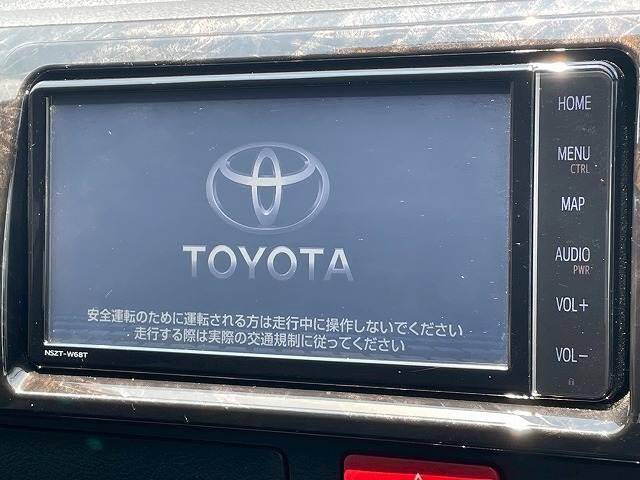 HOME
MENU
CTRL
MAP
AUDIO
PWR
VOL+
VOL-
TOYOTA
安全運転のために運転される方は走行中に操作しないでください
走行する際は実際の交通規制に従ってください
NSZT-W68T